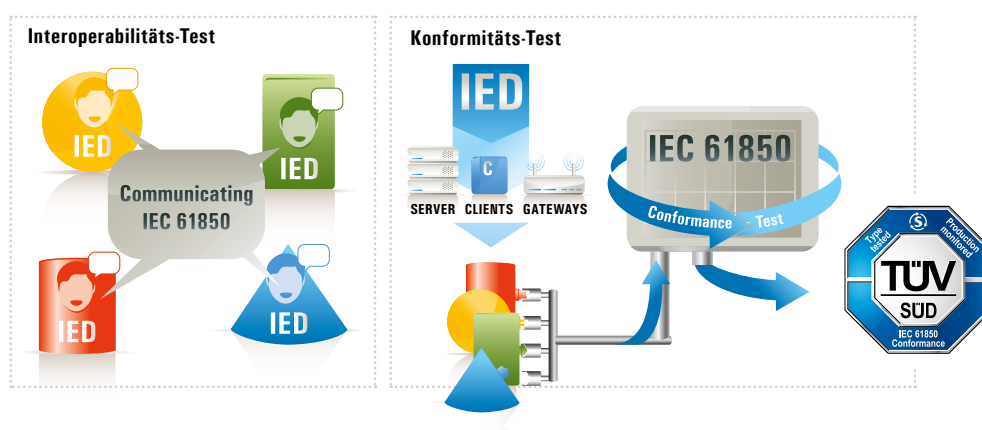 Interoperabilitäts-Test
IED
IED
Communicating
IEC 61850
IED
IED
Konformitäts-Test
IED
C
SERVER CLIENTS GATEWAYS
IEC 61850
Conformance - Test
Type
tested
S
Production
monitored
TÜV
SÜD
IEC 61850
Conformance